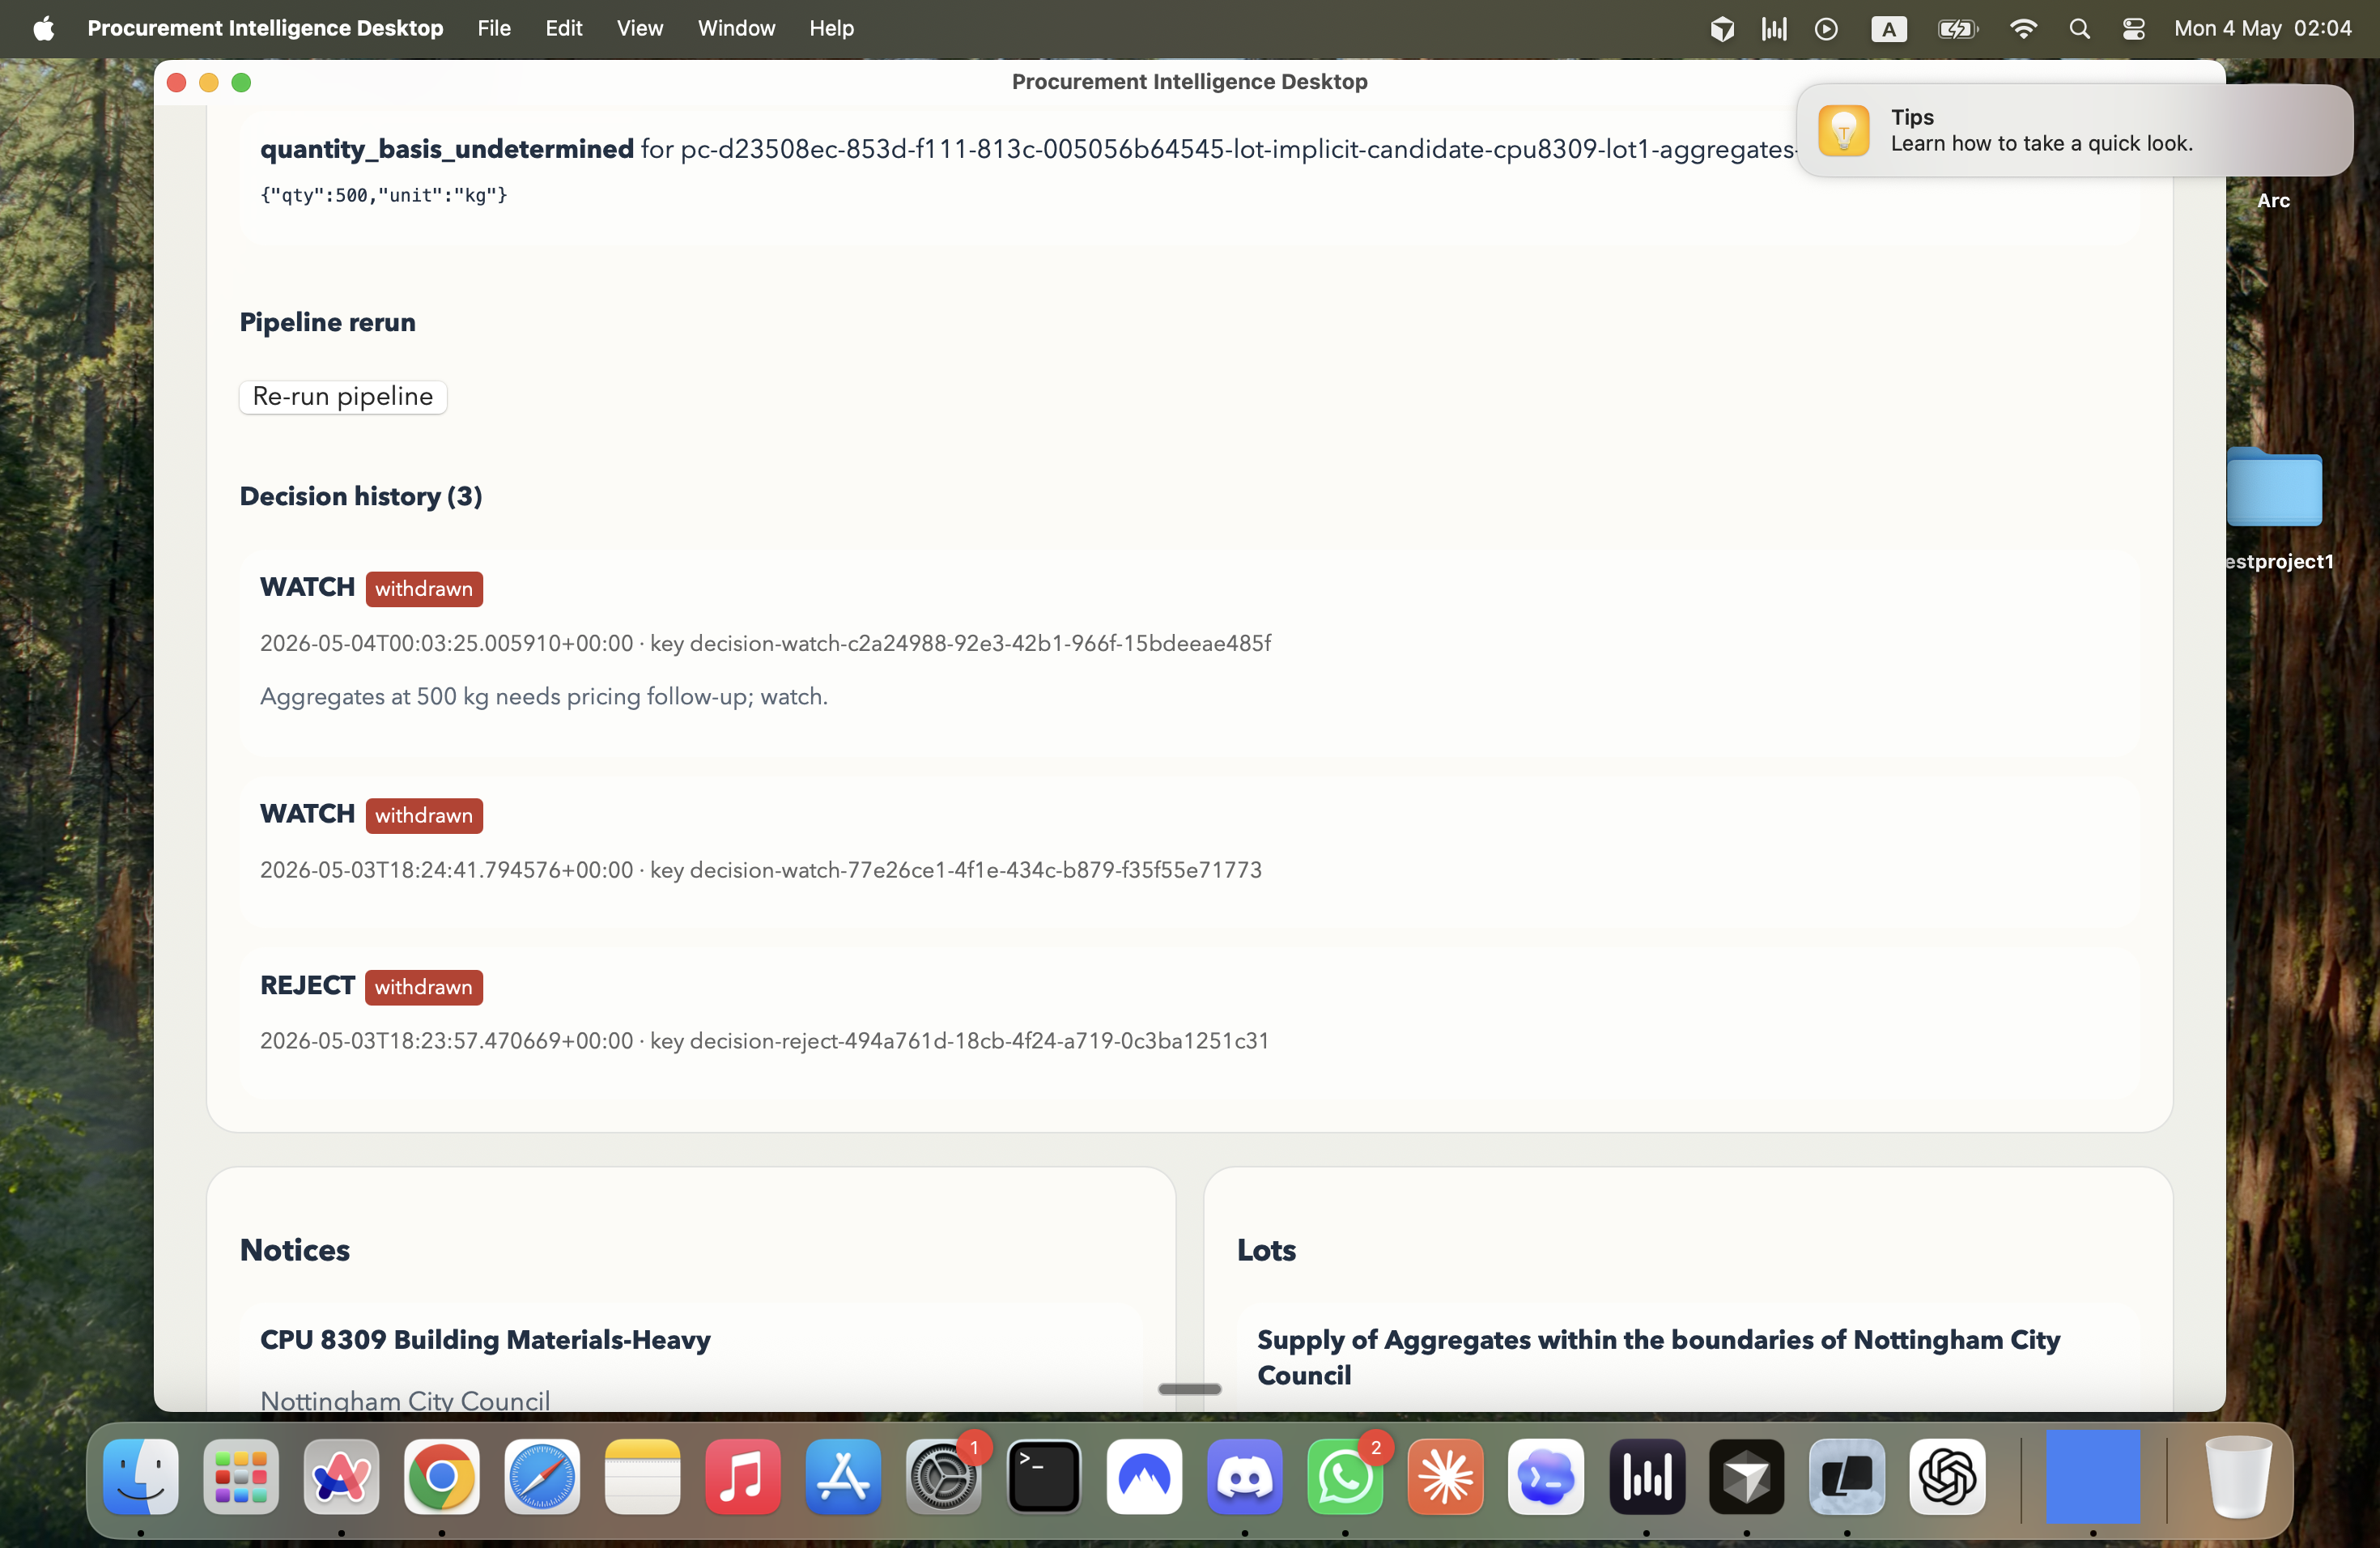 Procurement Intelligence Desktop File Edit View Window Help A Mon 4 May 02:04
Procurement Intelligence Desktop
Tips
Learn how to take a quick look.
quantity_basis_undetermined for pc-d23508ec-853d-f111-813c-005056b64545-lot-implicit-candidate-cpu8309-lot1-aggregates-
{"qty":500,"unit":"kg"}
Arc
Pipeline rerun
Re-run pipeline
Decision history (3)
estproject1
WATCH withdrawn
2026-05-04T00:03:25.005910+00:00 · key decision-watch-c2a24988-92e3-42b1-966f-15bdeeae485f
Aggregates at 500 kg needs pricing follow-up; watch.
WATCH withdrawn
2026-05-03T18:24:41.794576+00:00 · key decision-watch-77e26ce1-4f1e-434c-b879-f35f55e71773
REJECT withdrawn
2026-05-03T18:23:57.470669+00:00 · key decision-reject-494a761d-18cb-4f24-a719-0c3ba1251c31
Notices
CPU 8309 Building Materials-Heavy
Nottingham City Council
Lots
Supply of Aggregates within the boundaries of Nottingham City
Council
1
2